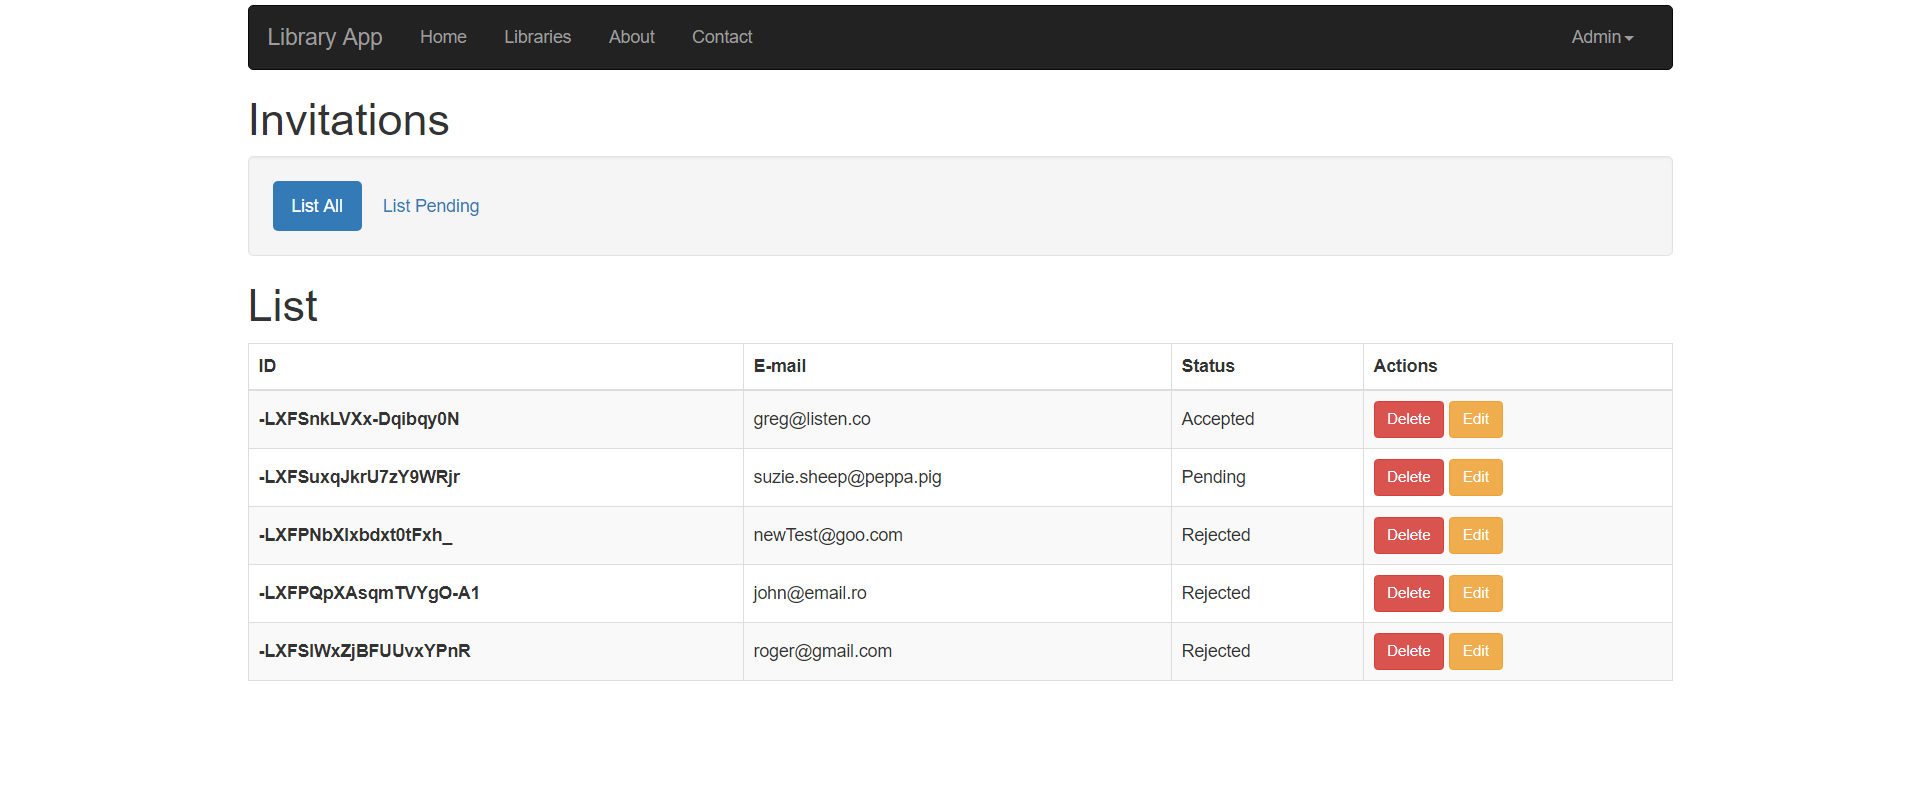 Library App Home Libraries About Contact Admin
Invitations
List All List Pending
List
ID E-mail Status Actions
-LXFSnkLVXx-Dqibqy0N greg@listen.co Accepted Delete Edit
-LXFSuxqJkrU7zY9WRjr suzie.sheep@peppa.pig Pending Delete Edit
-LXFPNbXlxbdxt0tFxh_ newTest@goo.com Rejected Delete Edit
-LXFPQpXAsqmTVYgO-A1 john@email.ro Rejected Delete Edit
-LXFSlWxZjBFUUvxYPnR roger@gmail.com Rejected Delete Edit